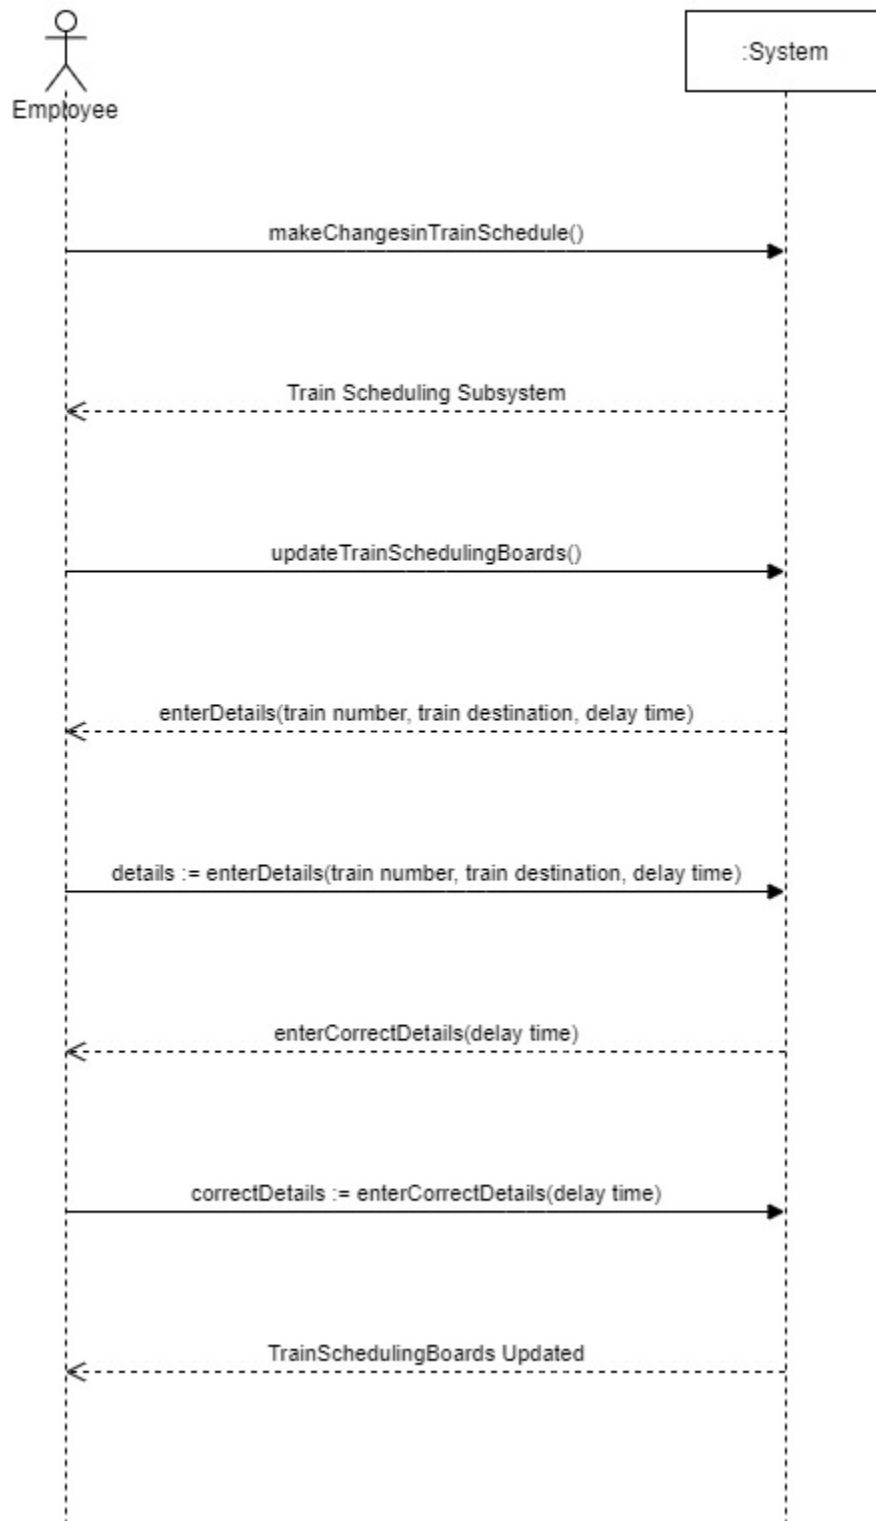 :System
Employee
makeChangesinTrainSchedule()
Train Scheduling Subsystem
updateTrainSchedulingBoards()
enterDetails(train number, train destination, delay time)
details := enterDetails(train number, train destination, delay time)
enterCorrectDetails(delay time)
correctDetails := enterCorrectDetails(delay time)
TrainSchedulingBoards Updated